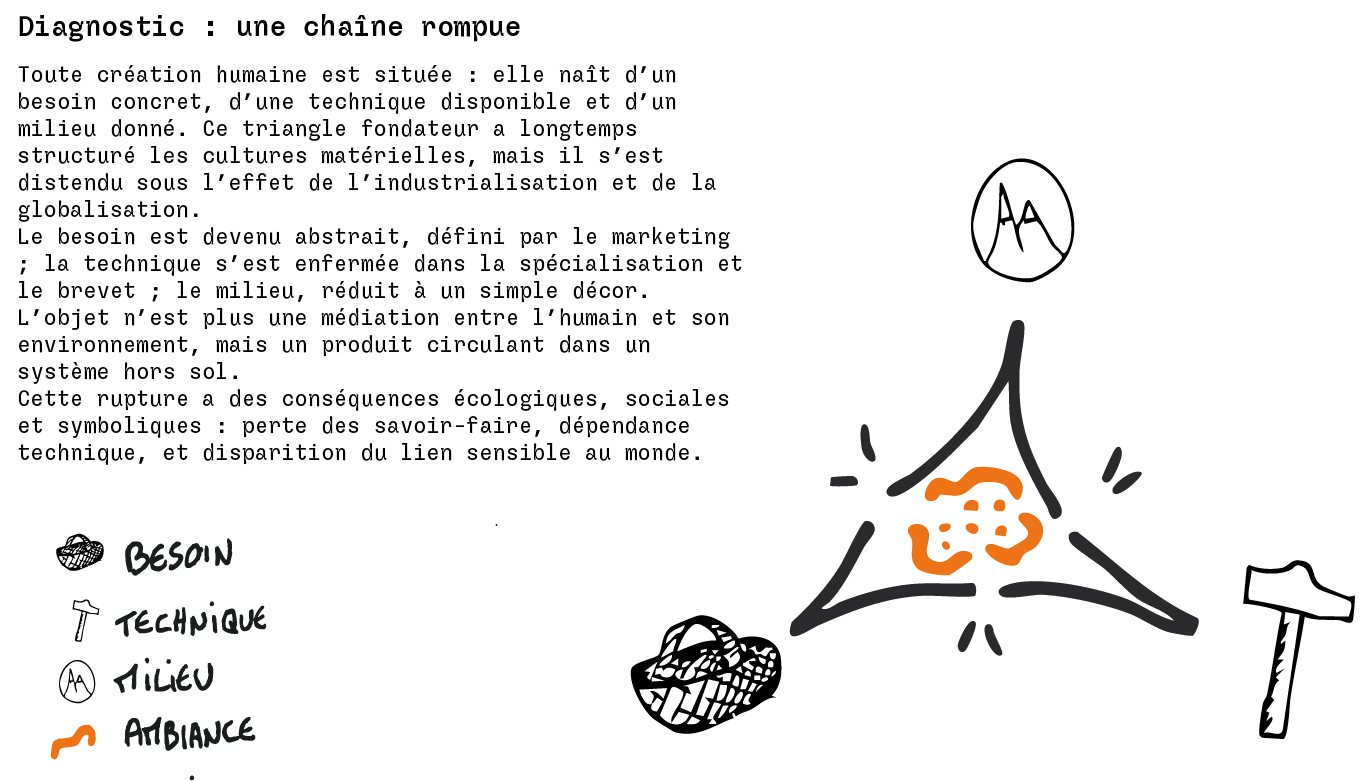 Diagnostic : une chaîne rompue
Toute création humaine est située : elle naît d’un
besoin concret, d’une technique disponible et d’un
milieu donné. Ce triangle fondateur a longtemps
structuré les cultures matérielles, mais il s’est
distendu sous l’effet de l’industrialisation et de la
globalisation.
Le besoin est devenu abstrait, défini par le marketing
; la technique s’est enfermée dans la spécialisation et
le brevet ; le milieu, réduit à un simple décor.
L’objet n’est plus une médiation entre l’humain et son
environnement, mais un produit circulant dans un
système hors sol.
Cette rupture a des conséquences écologiques, sociales
et symboliques : perte des savoir-faire, dépendance
technique, et disparition du lien sensible au monde.
BESOIN
TECHNIQUE
MILIEU
AMBIANCE